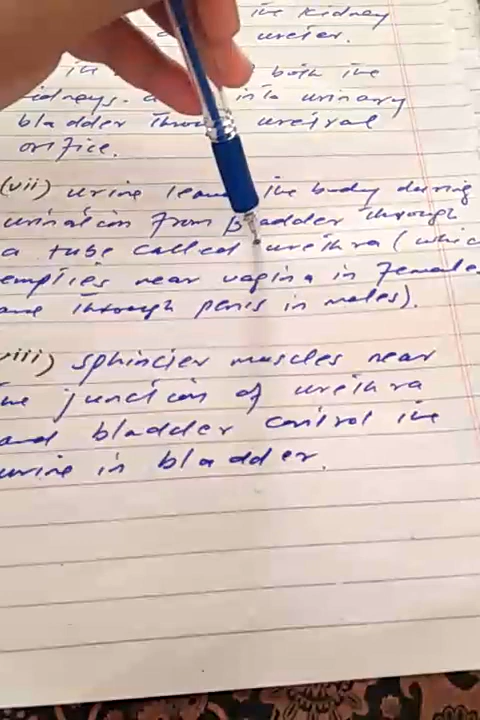 the kidney
ureter.
the both the
kidneys. into urinary
bladder through uretral
orifice.
(vii) urine leaves the body during
urination from Bladder through
a tube called urethra (which
empties near vagina in females
and through penis in males).
viii) sphincter muscles near
the junction of urethra
and bladder control the
urine in bladder.